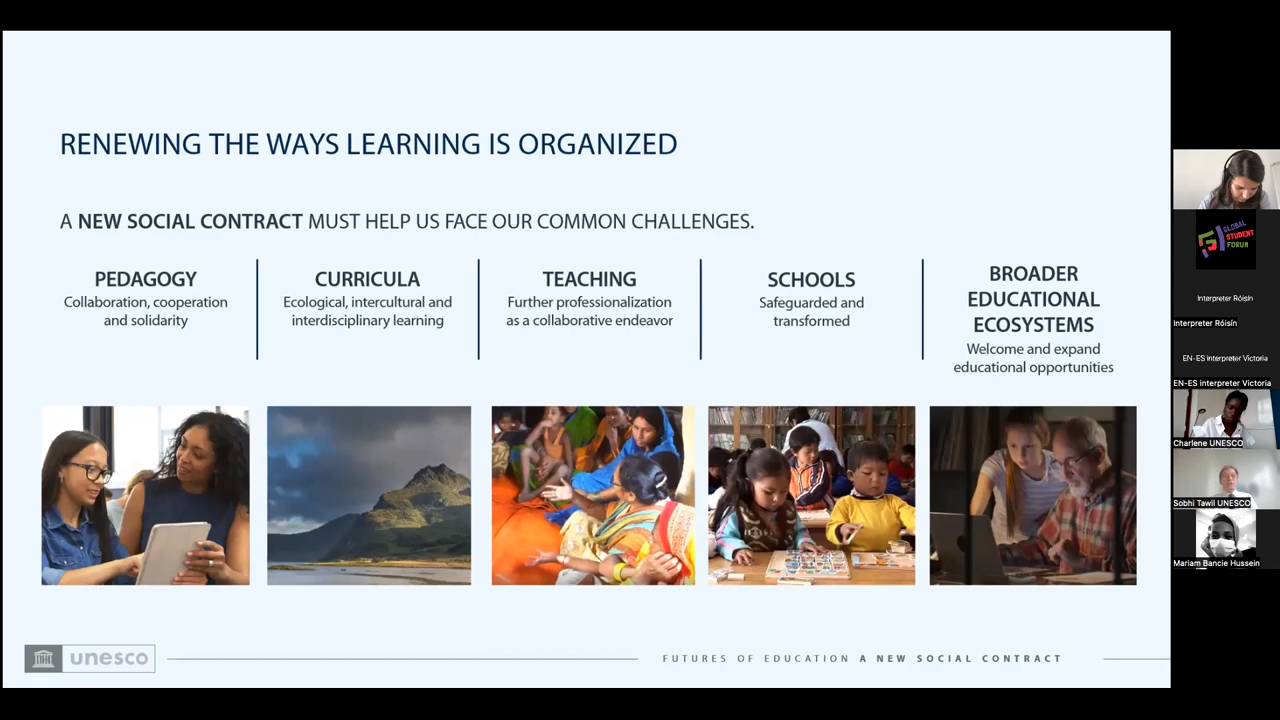 RENEWING THE WAYS LEARNING IS ORGANIZED
A NEW SOCIAL CONTRACT MUST HELP US FACE OUR COMMON CHALLENGES.
PEDAGOGY
Collaboration, cooperation
and solidarity
CURRICULA
Ecological, intercultural and
interdisciplinary learning
TEACHING
Further professionalization
as a collaborative endeavor
SCHOOLS
Safeguarded and
transformed
BROADER
EDUCATIONAL
ECOSYSTEMS
Welcome and expand
educational opportunities
unesco
FUTURES OF EDUCATION A NEW SOCIAL CONTRACT
GLOBAL
STUDENT
FORUM
Interpreter Róisín
Interpreter Róisín
EN-ES interpreter Victoria
EN-ES interpreter Victoria
Charlene UNESCO
Sobhi Tawil UNESCO
Mariam Bancie Hussein